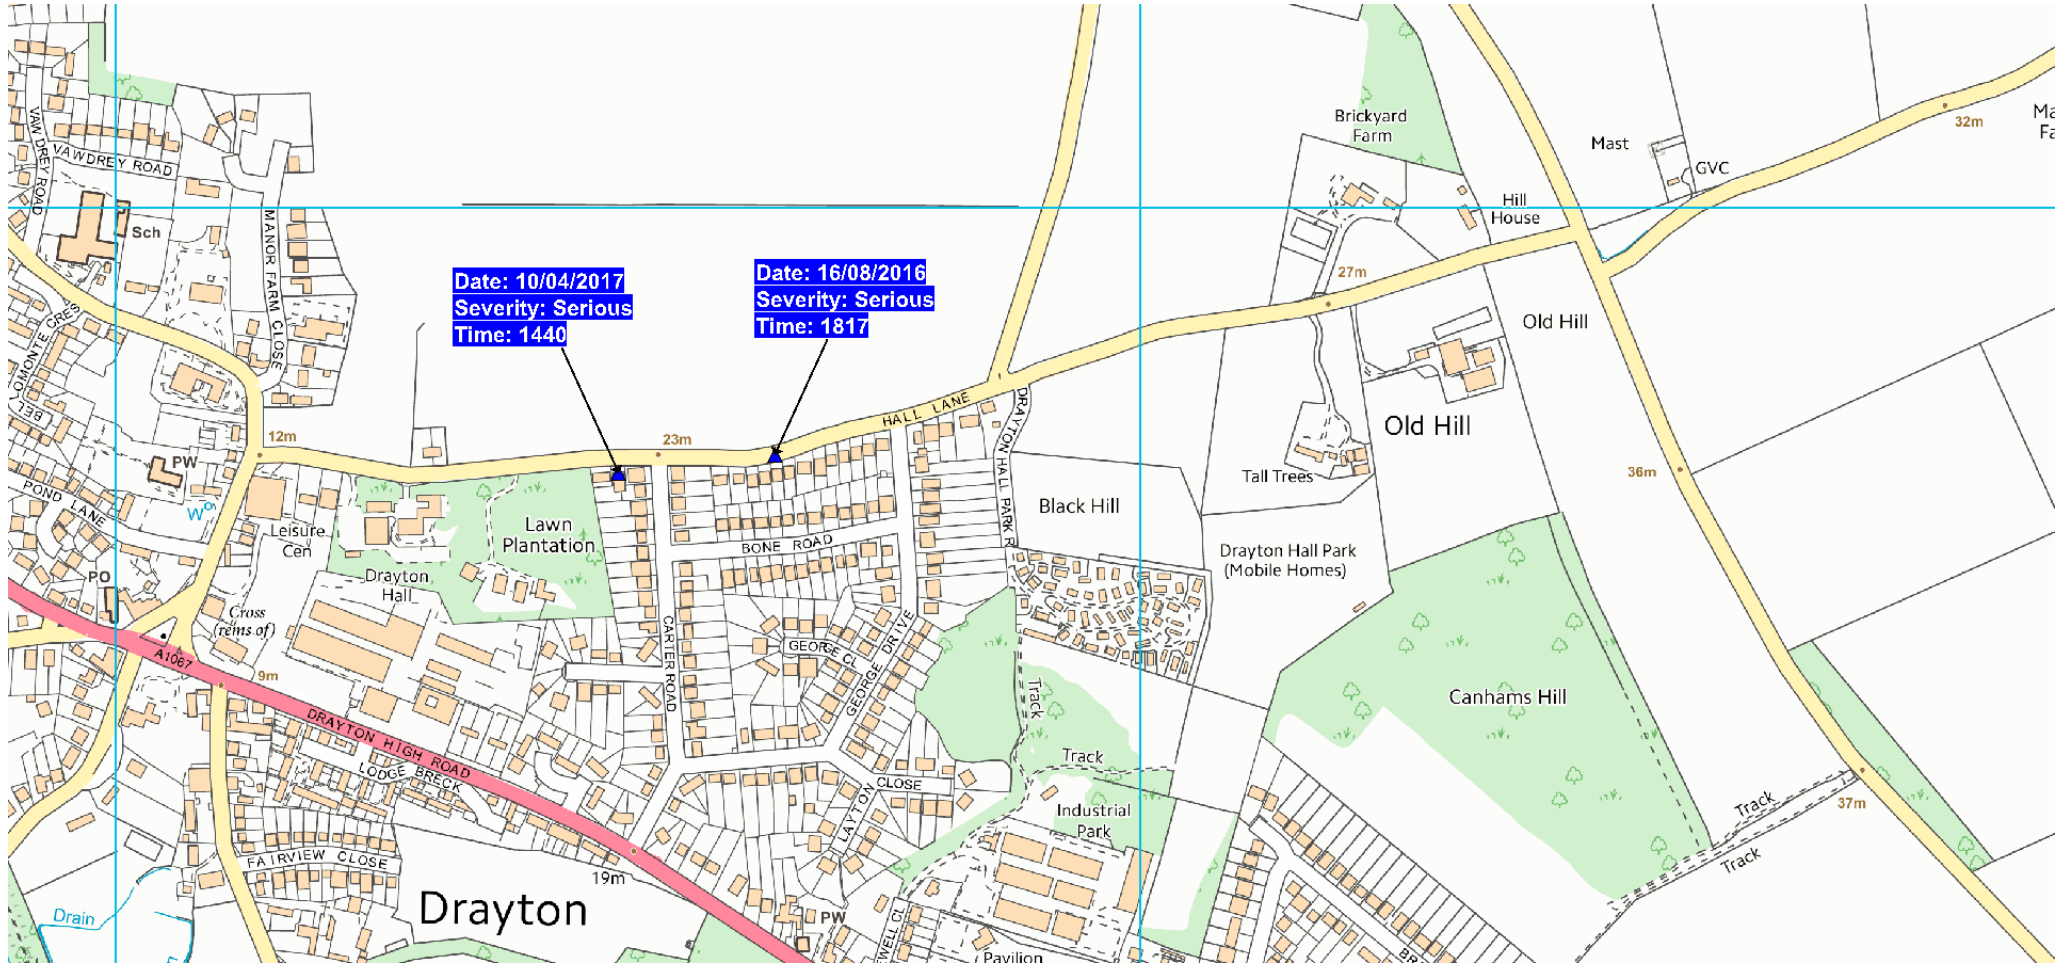 Brickyard
Farm
32m
Mast
GVC
VAWDREY ROAD
VAWDREY ROAD
Sch
MANOR FARM CLOSE
Hill
House
Date: 10/04/2017
Severity: Serious
Time: 1440
Date: 16/08/2016
Severity: Serious
Time: 1817
27m
Old Hill
HALL LANE
DRAYTON HALL PARK R
Old Hill
12m
23m
PW
POND LANE
Leisure
Cen
Lawn
Plantation
BONE ROAD
Black Hill
Tall Trees
36m
Drayton Hall Park
(Mobile Homes)
PO
Drayton
Hall
Cross
(rems of)
CARTER ROAD
GEORGE CL
GEORGE DRIVE
A1067
9m
DRAYTON HIGH ROAD
LODGE BRECK
Track
Track
Canhams Hill
LAYTON CLOSE
Industrial
Park
Track
37m
Track
FAIRVIEW CLOSE
19m
Drayton
PW
Drain
Pavilion